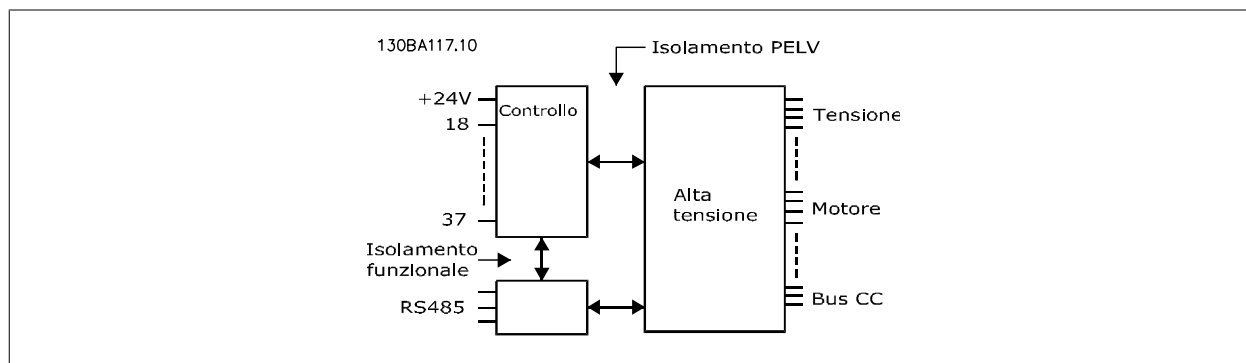 130BA117.10
Isolamento PELV
+24V
Controllo
18
37
Isolamento
funzionale
RS485
Alta
tensione
Tensione
Motore
Bus CC